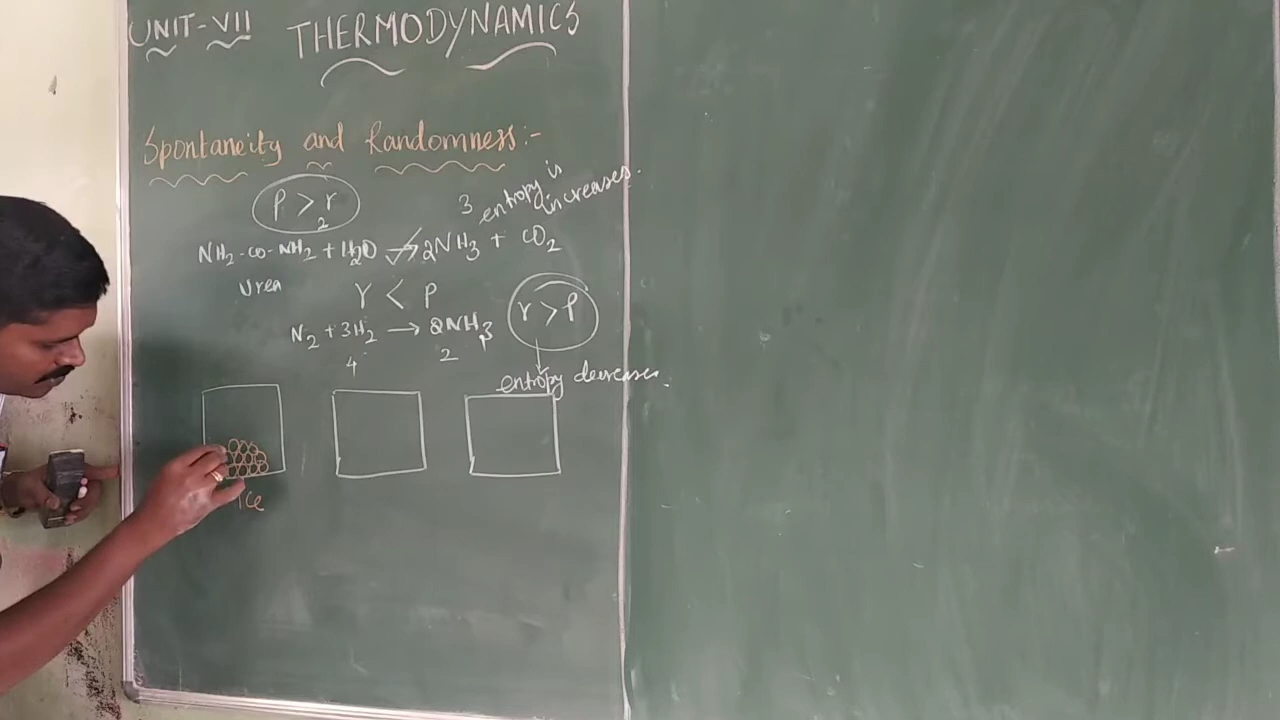 UNIT-VII THERMODYNAMICS
Spontaneity and Randomness:-
P > r
2
3
entropy is
increases.
NH2-CO-NH2 + H2O → 2NH3 + CO2
Urea
r < P
N2 + 3H2 → 2NH3
4
2
r > P
entropy decreases.
Ice